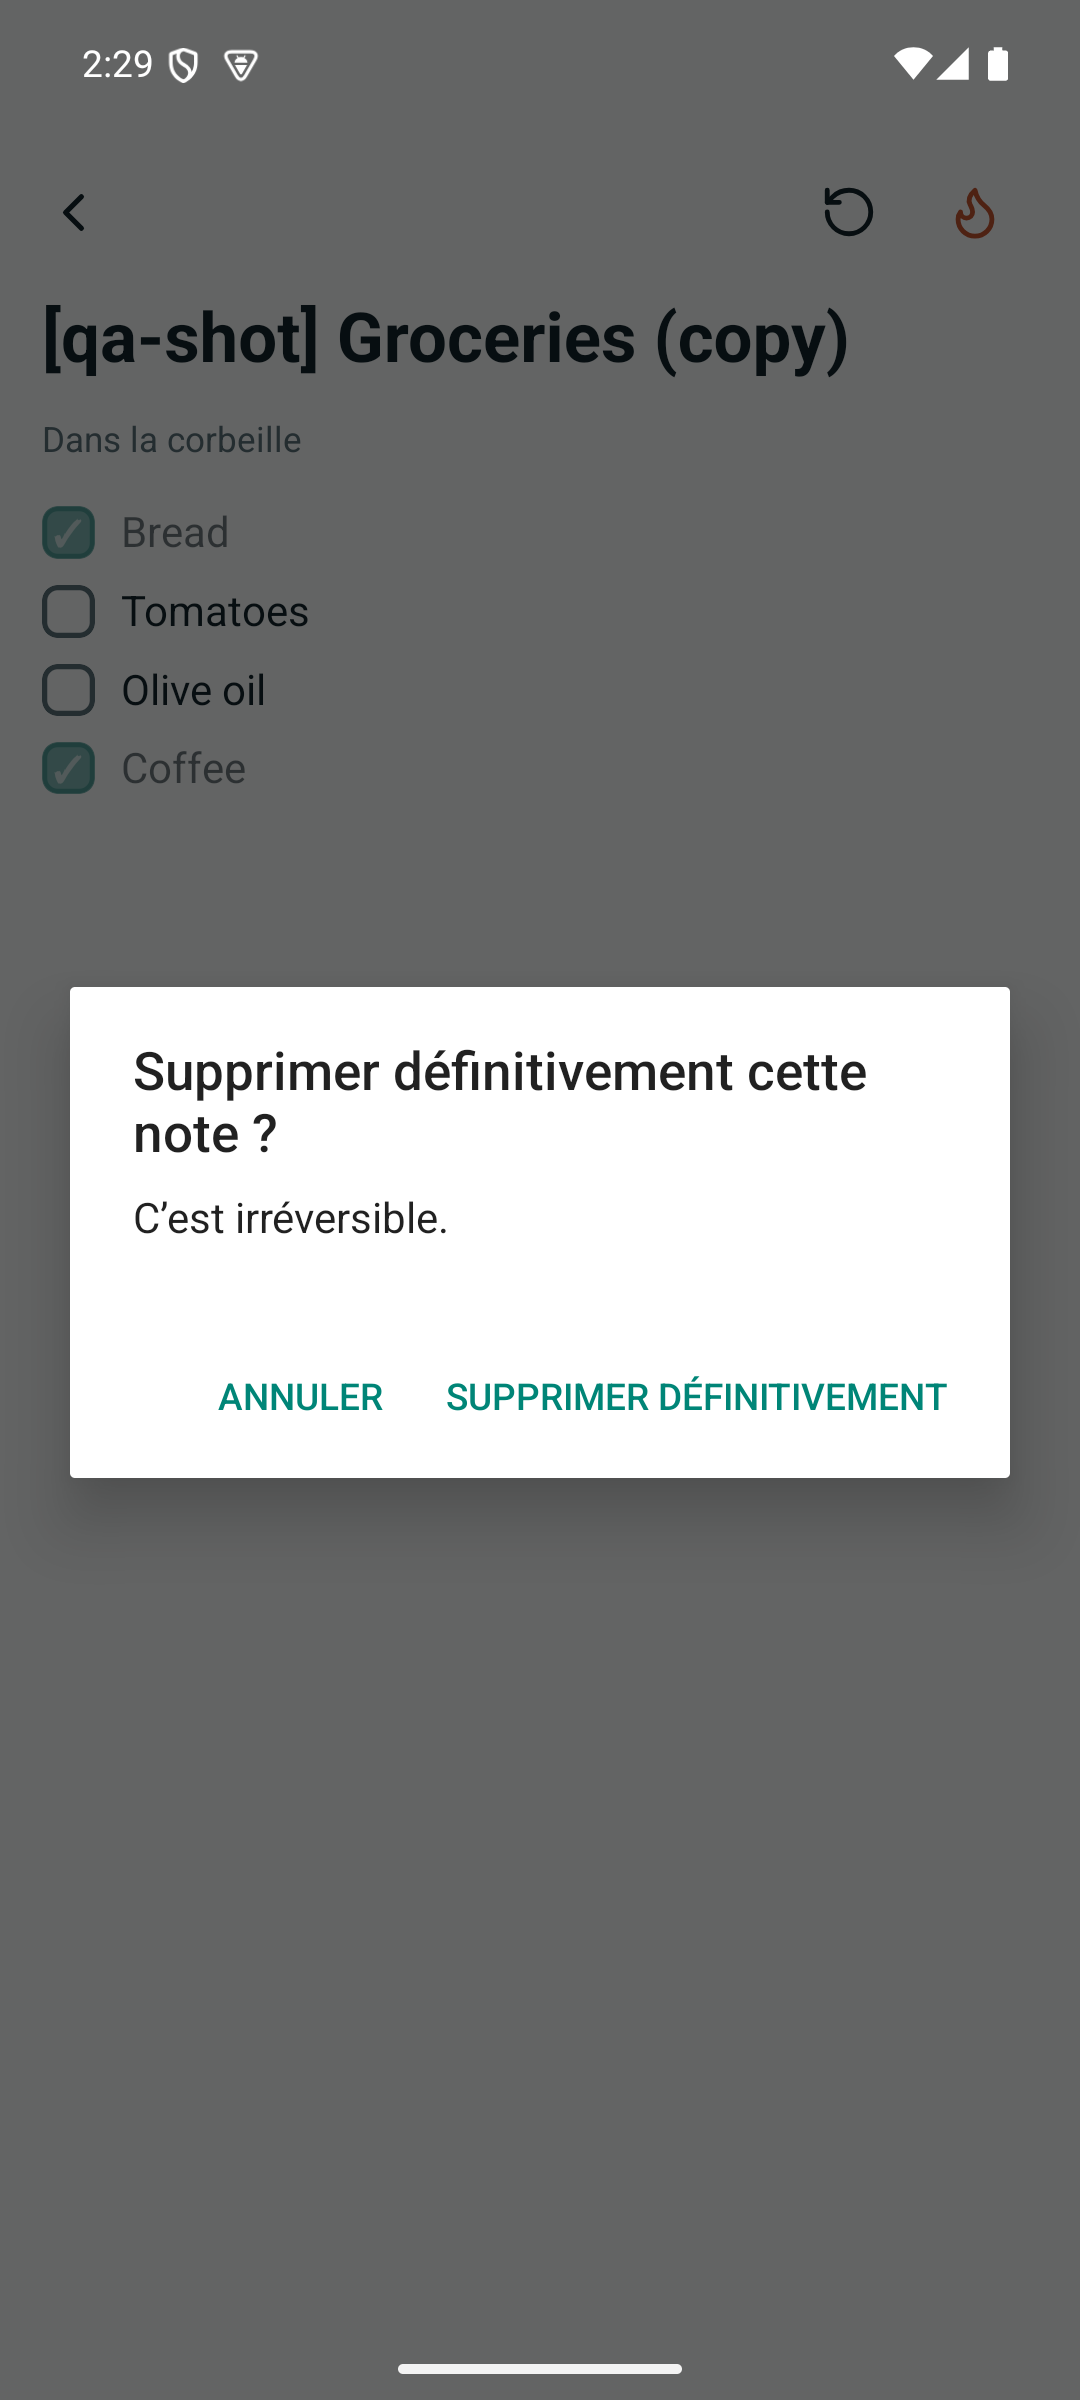 2:29
[qa-shot] Groceries (copy)
Dans la corbeille
Bread
Tomatoes
Olive oil
Coffee
Supprimer définitivement cette
note ?
C’est irréversible.
ANNULER SUPPRIMER DÉFINITIVEMENT